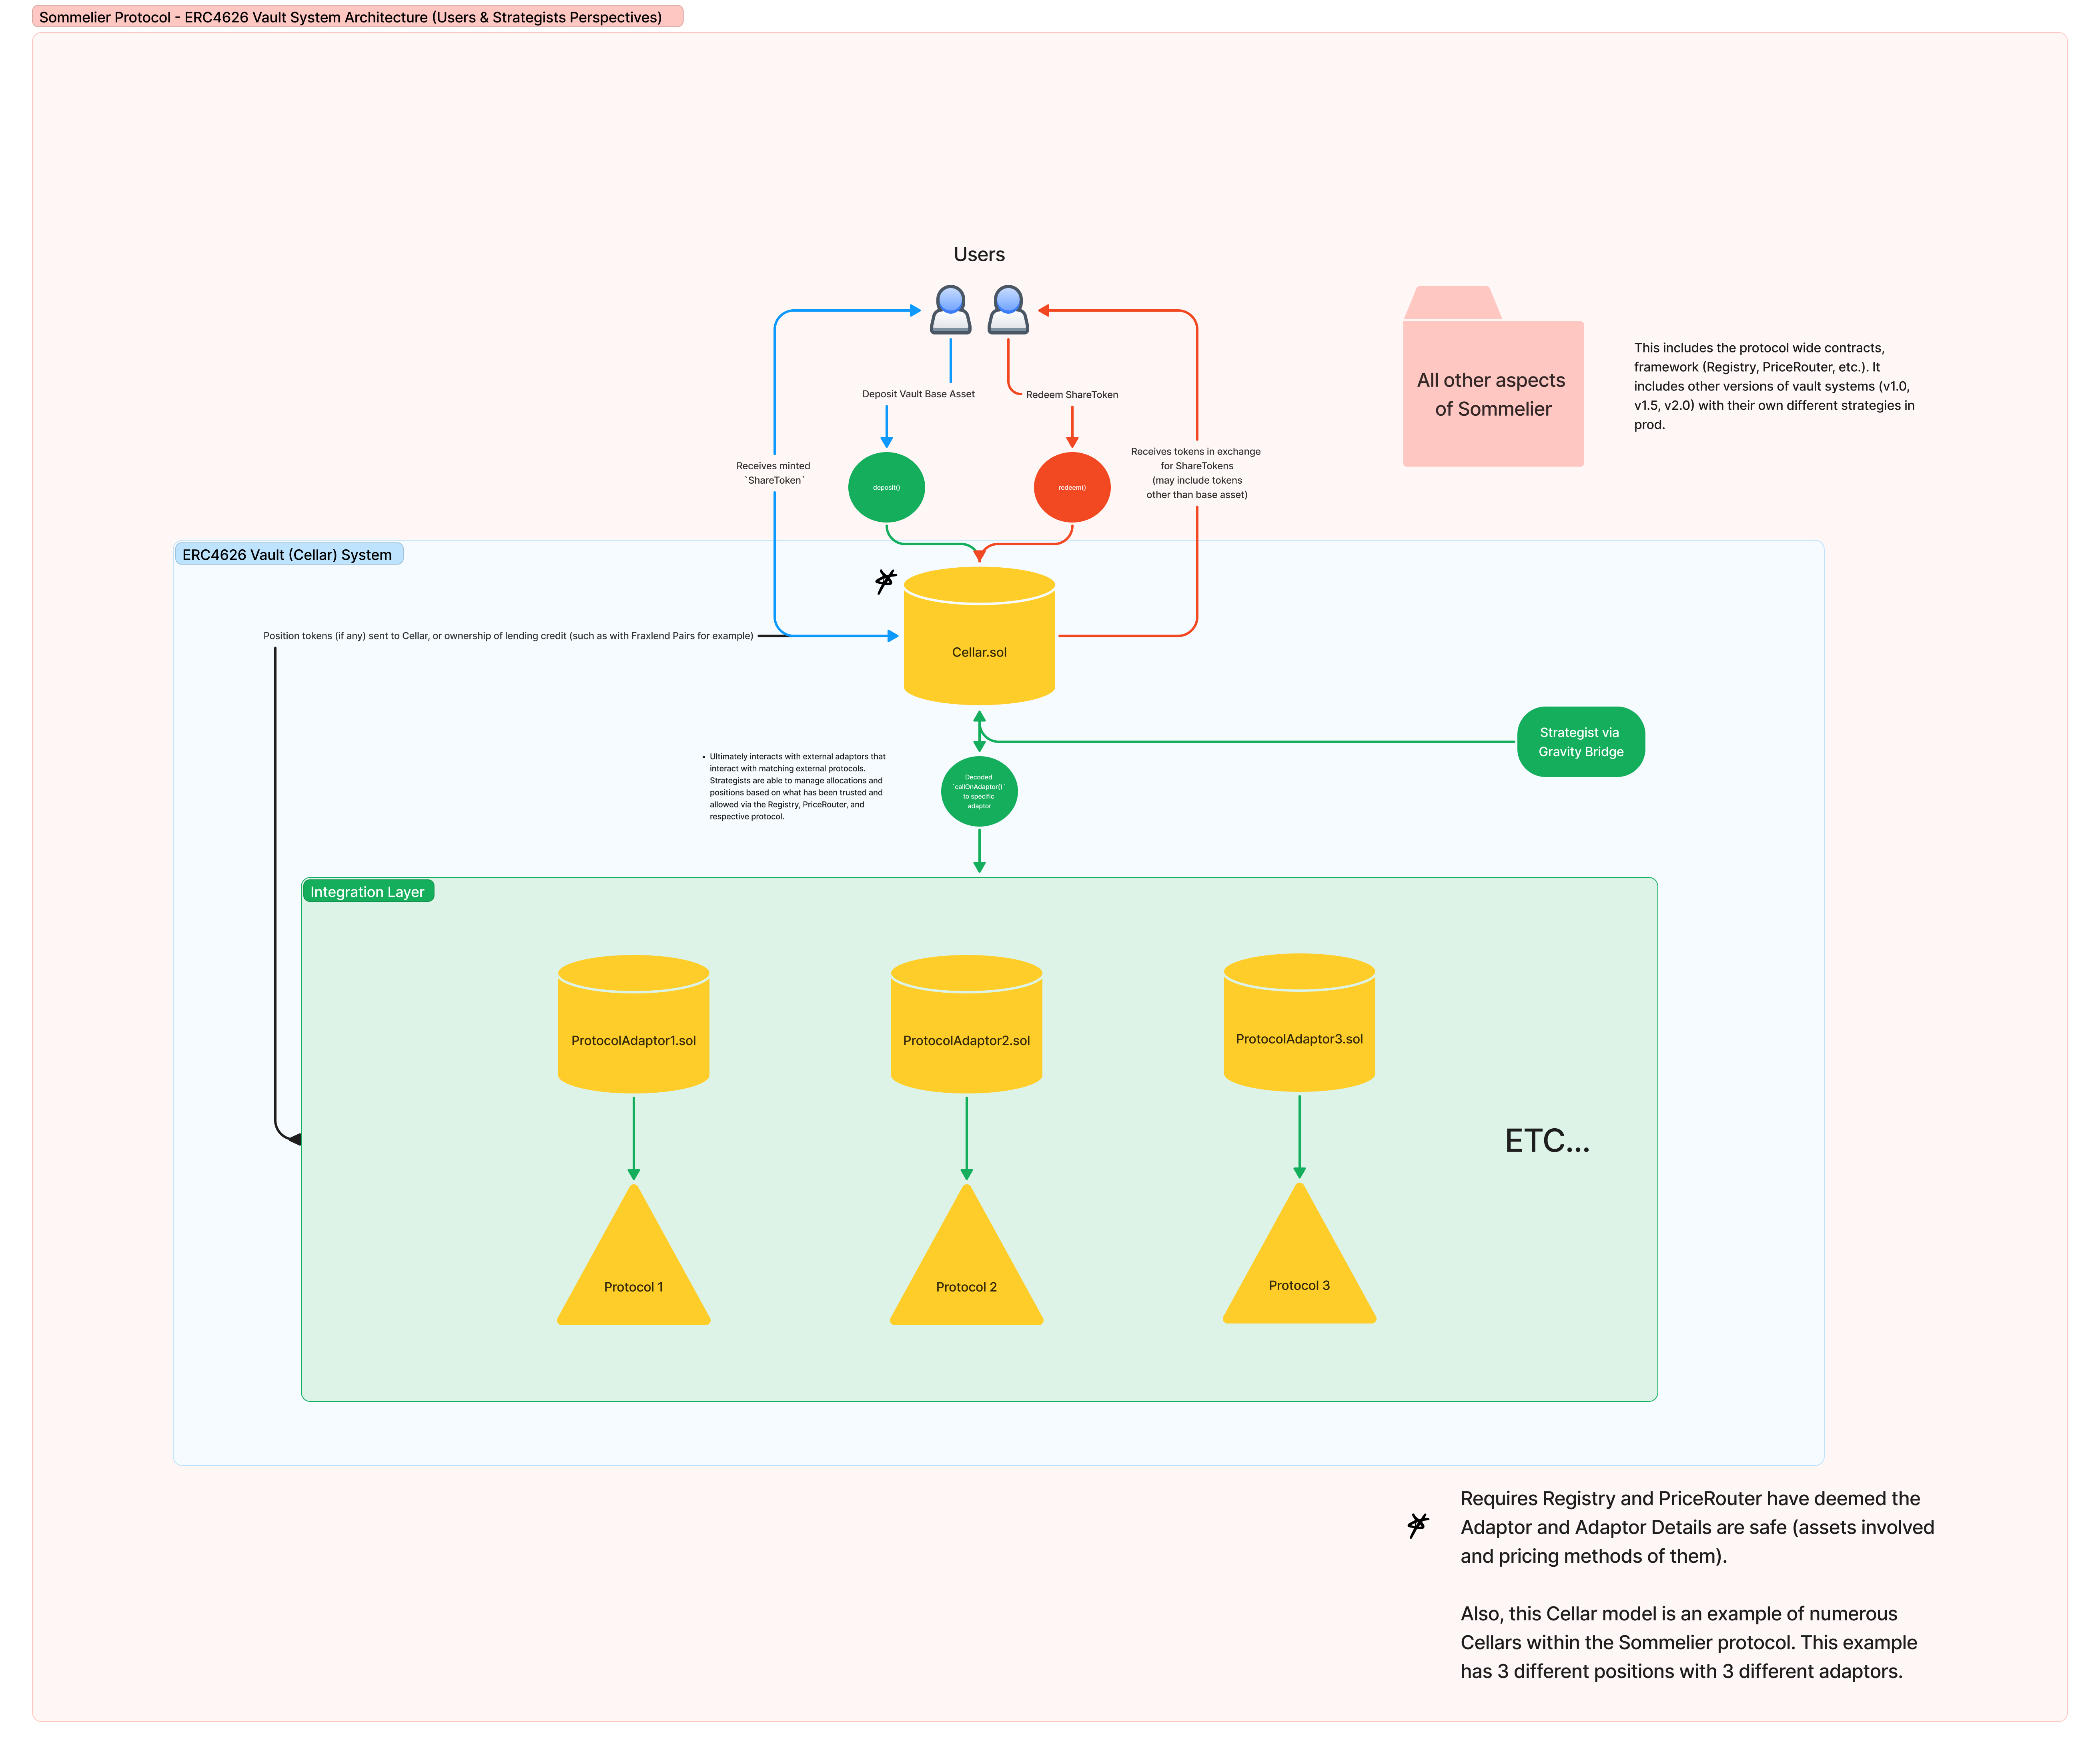 Sommelier Protocol - ERC4626 Vault System Architecture (Users & Strategists Perspectives)
Users
Deposit Vault Base Asset
Redeem ShareToken
All other aspects
of Sommelier
This includes the protocol wide contracts,
framework (Registry, PriceRouter, etc.). It
includes other versions of vault systems (v1.0,
v1.5, v2.0) with their own different strategies in
prod.
Receives minted
`ShareToken`
deposit()
redeem()
Receives tokens in exchange
for ShareTokens
(may include tokens
other than base asset)
ERC4626 Vault (Cellar) System
Position tokens (if any) sent to Cellar, or ownership of lending credit (such as with Fraxlend Pairs for example)
Cellar.sol
Strategist via
Gravity Bridge
• Ultimately interacts with external adaptors that
interact with matching external protocols.
Strategists are able to manage allocations and
positions based on what has been trusted and
allowed via the Registry, PriceRouter, and
respective protocol.
Decoded
`callOnAdaptor()`
to specific
adaptor
Integration Layer
ProtocolAdaptor1.sol
ProtocolAdaptor2.sol
ProtocolAdaptor3.sol
ETC...
Protocol 1
Protocol 2
Protocol 3
Requires Registry and PriceRouter have deemed the
Adaptor and Adaptor Details are safe (assets involved
and pricing methods of them).
Also, this Cellar model is an example of numerous
Cellars within the Sommelier protocol. This example
has 3 different positions with 3 different adaptors.